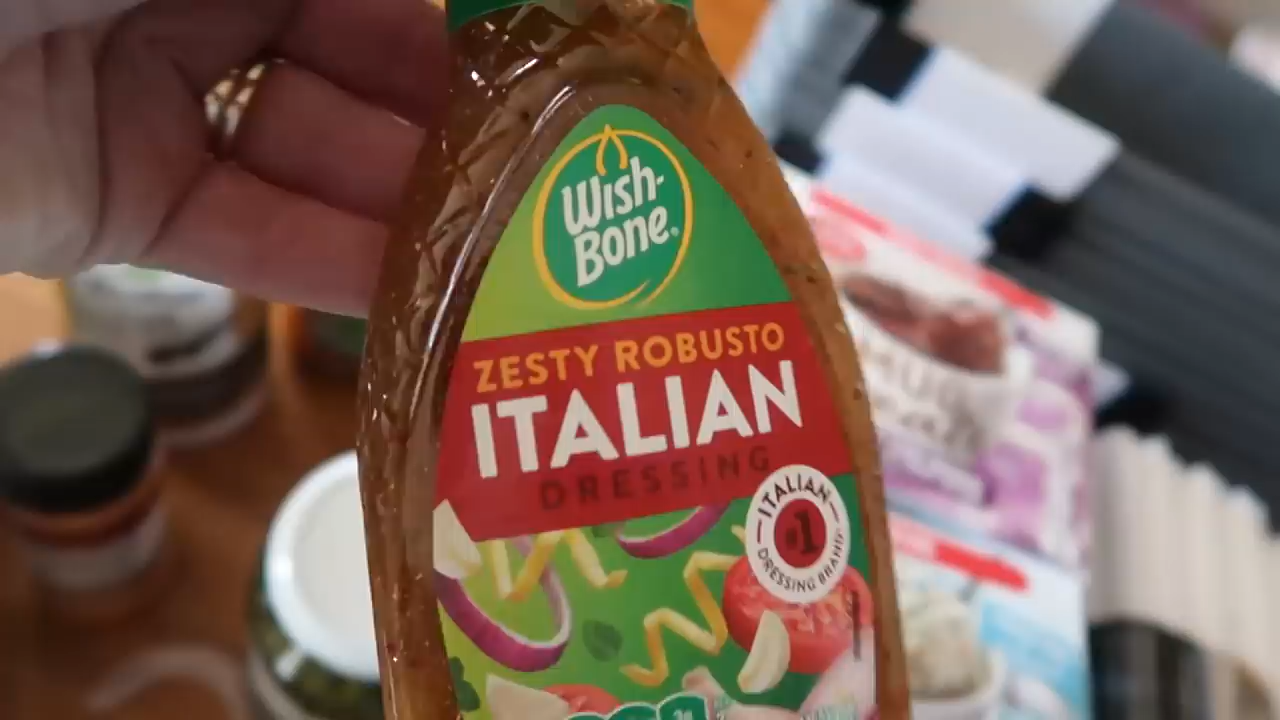 Wish-
Bone®
ZESTY ROBUSTO
ITALIAN
DRESSING
ITALIAN
#1
DRESSING BRAND